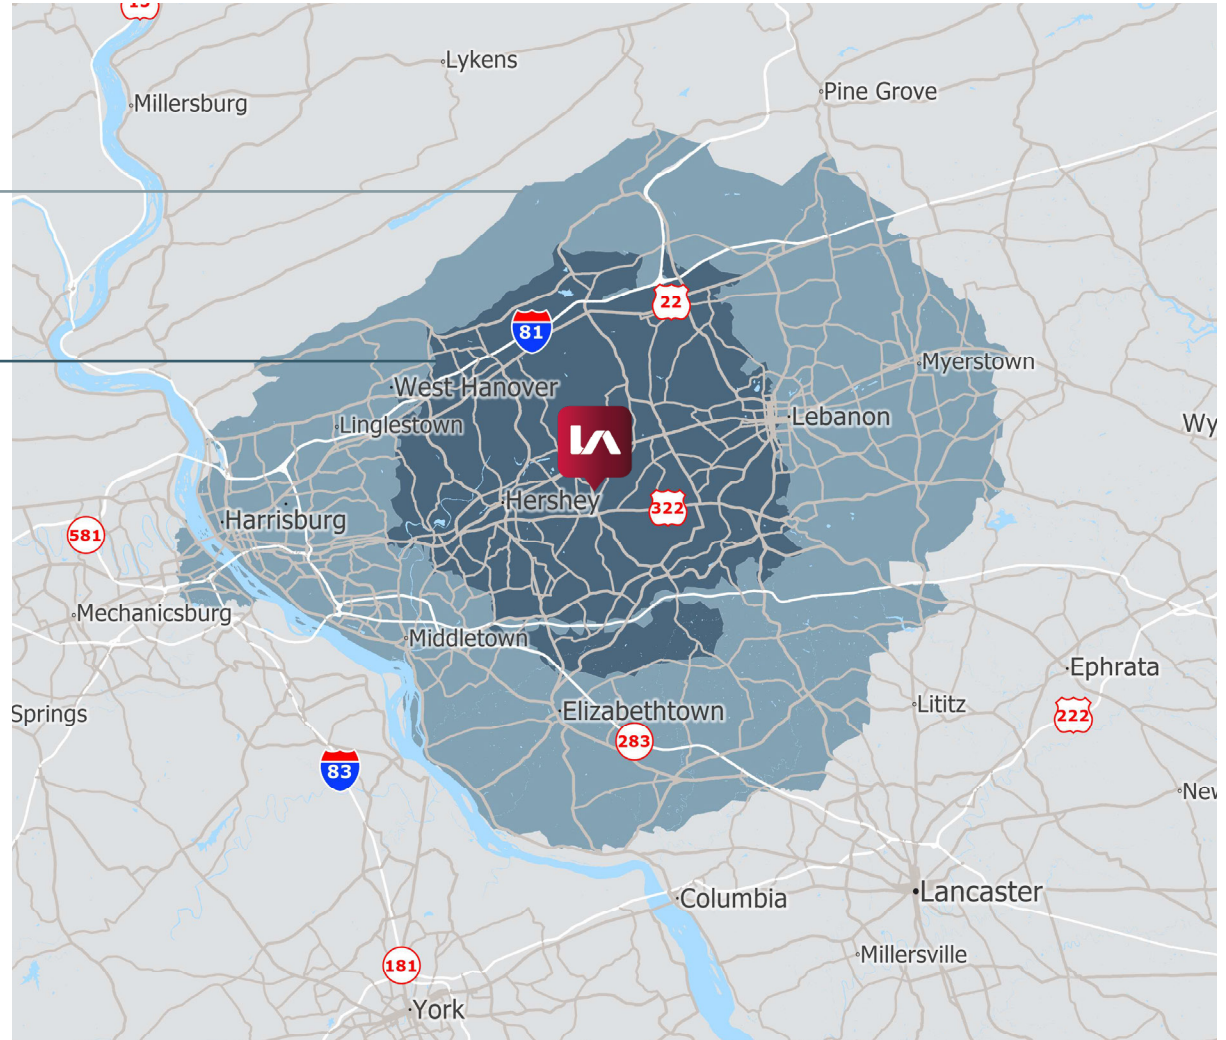 15
Lykens
Pine Grove
Millersburg
22
81
Myerstown
West Hanover
Lebanon
Linglestown
Wy
Hershey
322
Harrisburg
581
Mechanicsburg
Middletown
Ephrata
Lititz
Springs
Elizabethtown
222
283
83
New
Lancaster
Columbia
Millersville
181
York